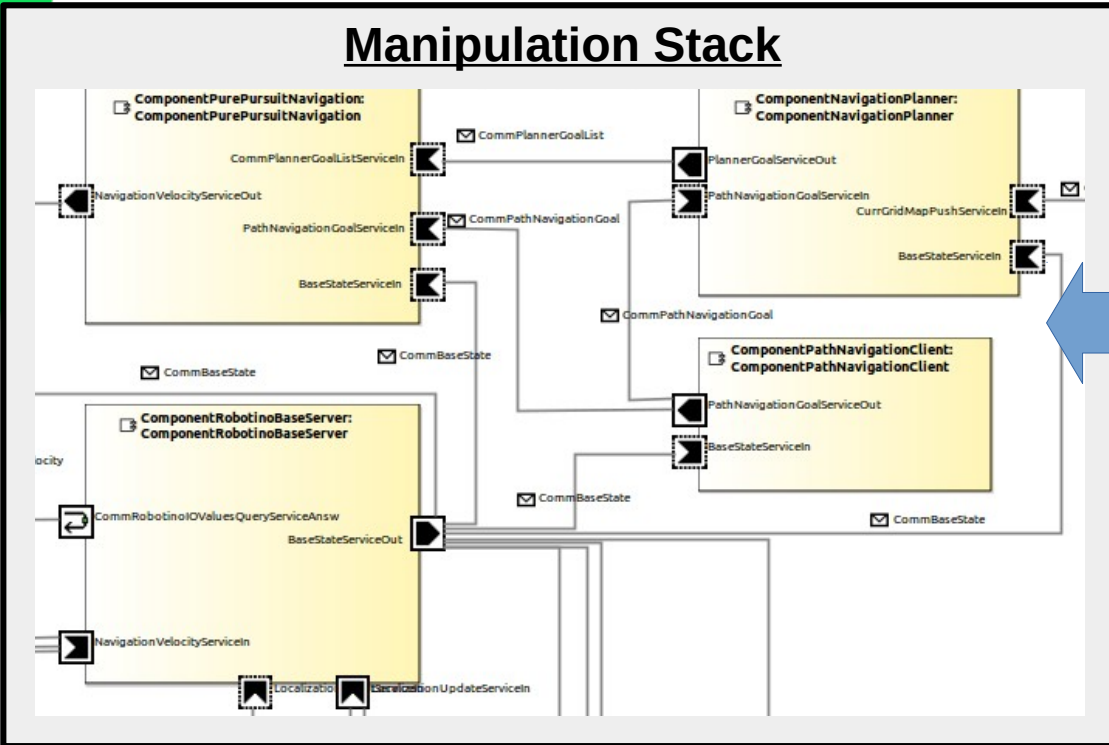 Manipulation Stack
ComponentPurePursuitNavigation:
ComponentPurePursuitNavigation
CommPlannerGoalListServiceIn
NavigationVelocityServiceOut
PathNavigationGoalServiceIn
BaseStateServiceIn
CommPlannerGoalList
CommPathNavigationGoal
ComponentNavigationPlanner:
ComponentNavigationPlanner
PlannerGoalServiceOut
PathNavigationGoalServiceIn
CurrGridMapPushServiceIn
BaseStateServiceIn
CommPathNavigationGoal
CommBaseState
CommBaseState
ComponentPathNavigationClient:
ComponentPathNavigationClient
PathNavigationGoalServiceOut
BaseStateServiceIn
ComponentRobotinoBaseServer:
ComponentRobotinoBaseServer
ocity
CommRobotinoIOValuesQueryServiceAnsw
BaseStateServiceOut
CommBaseState
CommBaseState
NavigationVelocityServiceIn
UpdateServiceIn